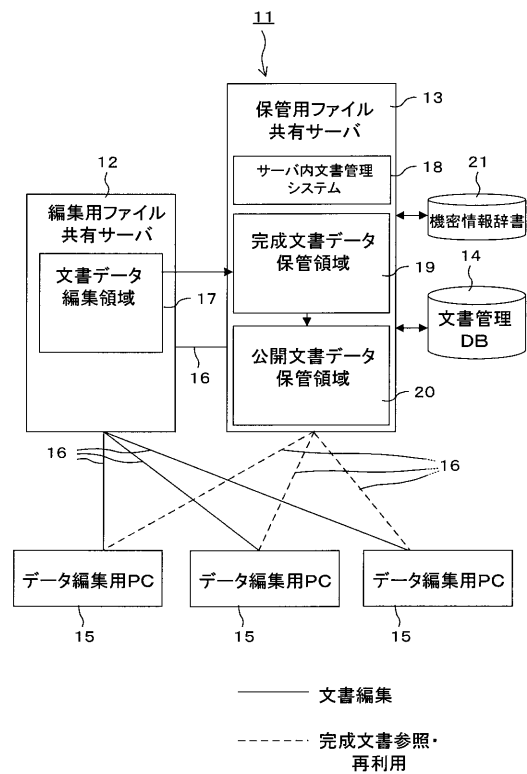 11
保管用ファイル
共有サーバ
13
サーバ内文書管理
システム
18
12
編集用ファイル
共有サーバ
21
機密情報辞書
文書データ
編集領域
17
完成文書データ
保管領域
19
14
文書管理
DB
16
公開文書データ
保管領域
20
16
16
データ編集用PC
データ編集用PC
データ編集用PC
15
15
15
文書編集
完成文書参照・
再利用